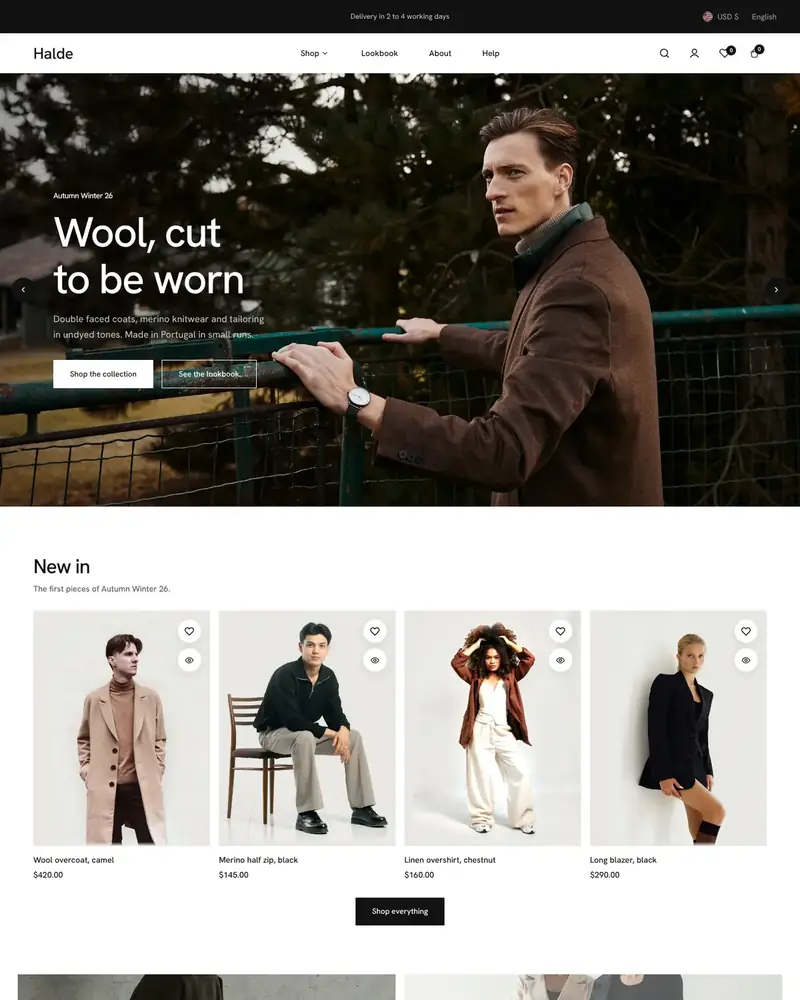 Delivery in 2 to 4 working days
USD $
English
Halde
Shop
Lookbook
About
Help
0
0
Autumn Winter 26
Wool, cut
to be worn
Double faced coats, merino knitwear and tailoring
in undyed tones. Made in Portugal in small runs.
Shop the collection
See the lookbook
New in
The first pieces of Autumn Winter 26.
Wool overcoat, camel
$420.00
Merino half zip, black
$145.00
Linen overshirt, chestnut
$160.00
Long blazer, black
$290.00
Shop everything